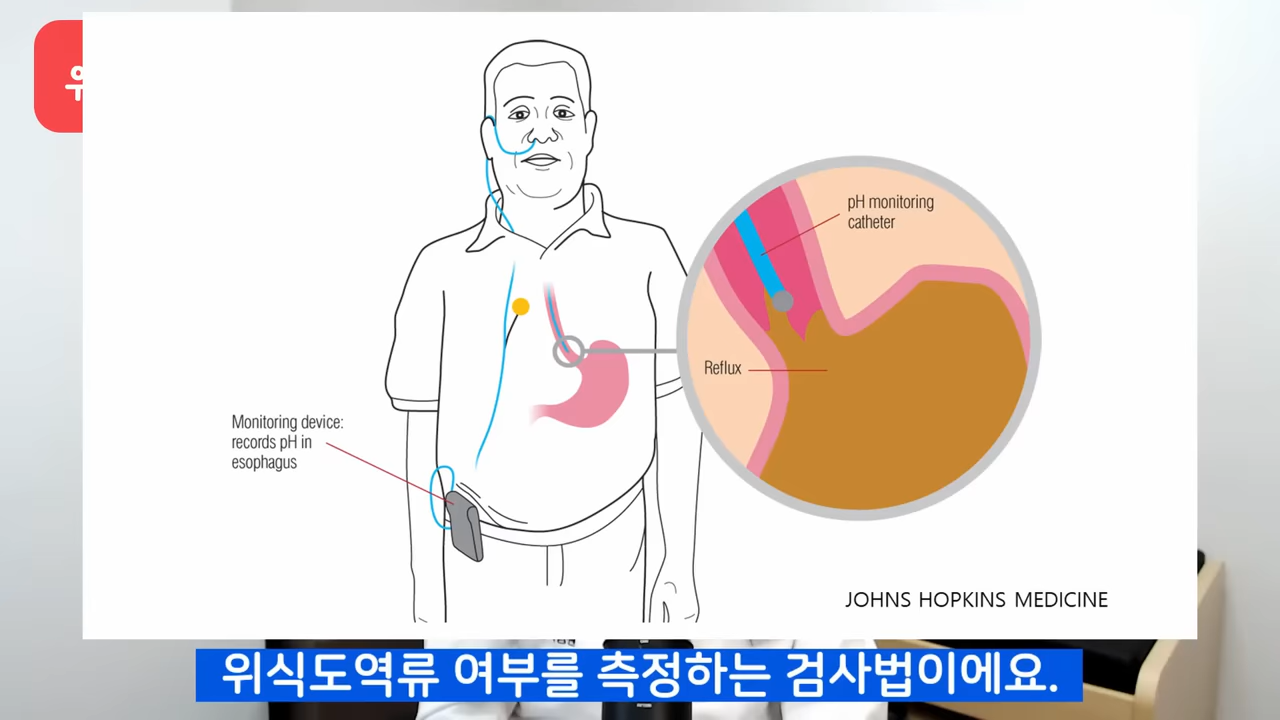 pH monitoring
catheter
Reflux
Monitoring device:
records pH in
esophagus
JOHNS HOPKINS MEDICINE
위식도역류 여부를 측정하는 검사법이에요.